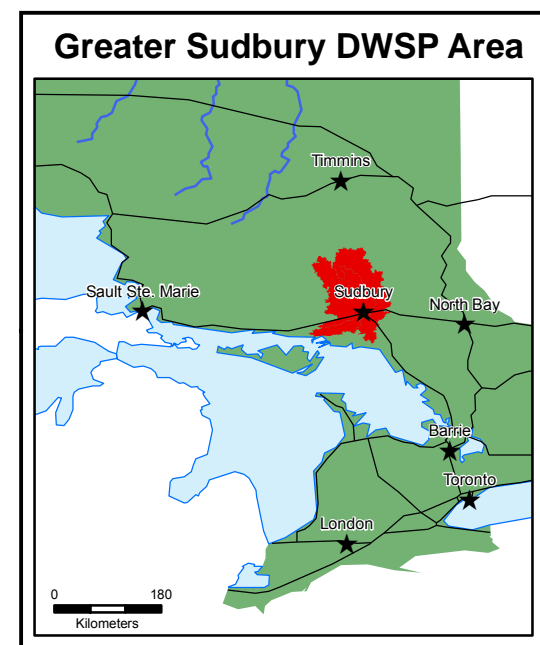 Greater Sudbury DWSP Area
Timmins
Sault Ste. Marie
Sudbury
North Bay
Barrie
Toronto
London
0 180
Kilometers